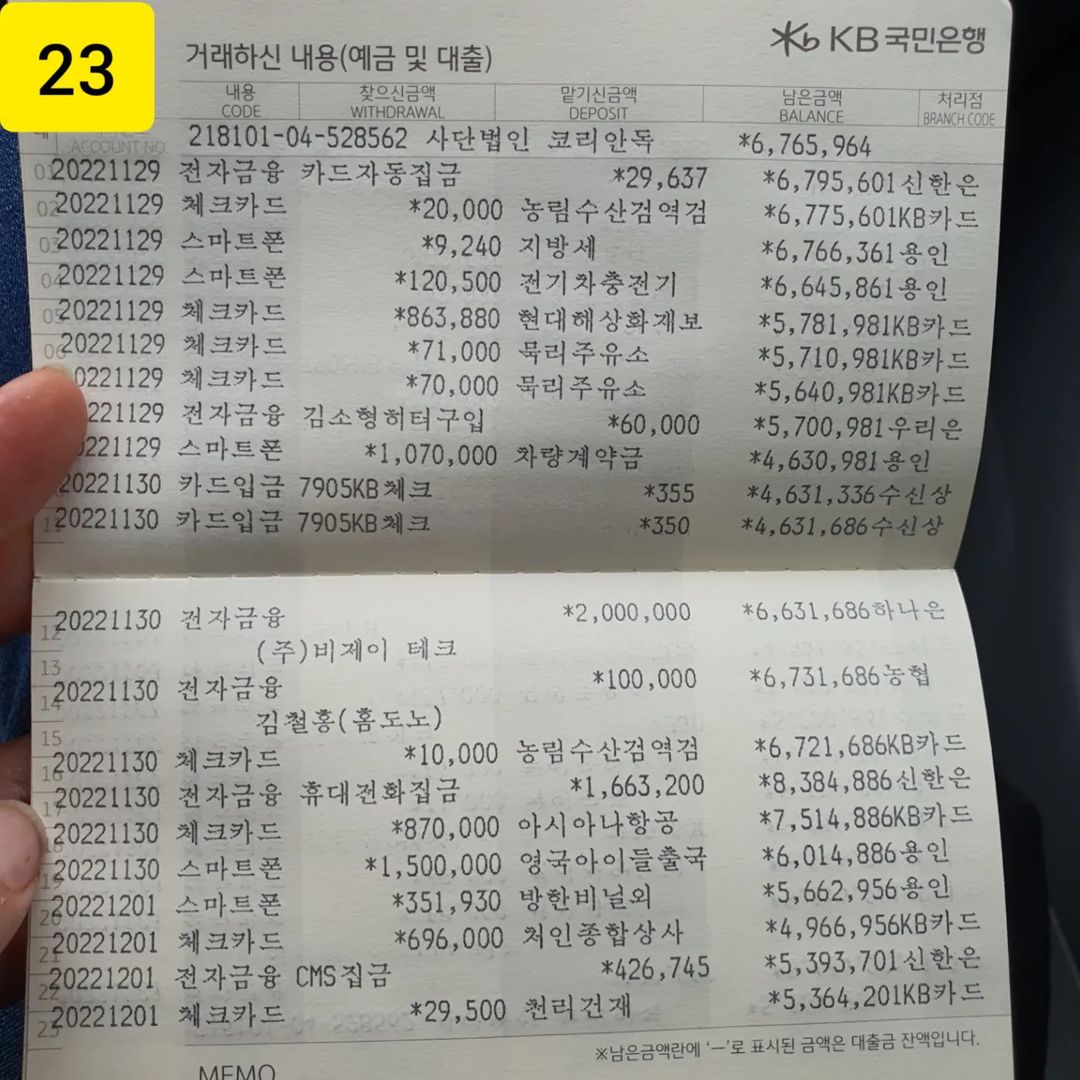 23
KB국민은행
거래하신 내용(예금 및 대출)
내용 찾으신금액 맡기신금액 남은금액 처리점
CODE WITHDRAWAL DEPOSIT BALANCE BRANCH CODE
ACCOUNT NO
218101-04-528562 사단법인 코리안독 *6,765,964
20221129 전자금융 카드자동집금 *29,637 *6,795,601신한은
20221129 체크카드 *20,000 농림수산검역검 *6,775,601KB카드
20221129 스마트폰 *9,240 지방세 *6,766,361용인
20221129 스마트폰 *120,500 전기차충전기 *6,645,861용인
20221129 체크카드 *863,880 현대해상화재보 *5,781,981KB카드
20221129 체크카드 *71,000 묵리주유소 *5,710,981KB카드
0221129 체크카드 *70,000 묵리주유소 *5,640,981KB카드
221129 전자금융 김소형히터구입 *60,000 *5,700,981우리은
20221129 스마트폰 *1,070,000 차량계약금 *4,630,981용인
20221130 카드입금 7905KB체크 *355 *4,631,336수신상
20221130 카드입금 7905KB체크 *350 *4,631,686수신상
12 20221130 전자금융 *2,000,000 *6,631,686하나은
13 (주)비제이 테크
14 20221130 전자금융 *100,000 *6,731,686농협
15 김철홍(홈도노)
16 20221130 체크카드 *10,000 농림수산검역검 *6,721,686KB카드
17 20221130 전자금융 휴대전화집금 *1,663,200 *8,384,886신한은
18 20221130 체크카드 *870,000 아시아나항공 *7,514,886KB카드
19 20221130 스마트폰 *1,500,000 영국아이들출국 *6,014,886용인
20 20221201 스마트폰 *351,930 방한비닐외 *5,662,956용인
21 20221201 체크카드 *696,000 처인종합상사 *4,966,956KB카드
22 20221201 전자금융 CMS집금 *426,745 *5,393,701신한은
23 20221201 체크카드 *29,500 천리건재 *5,364,201KB카드
※남은금액란에 ‘ー’로 표시된 금액은 대출금 잔액입니다.
MEMO